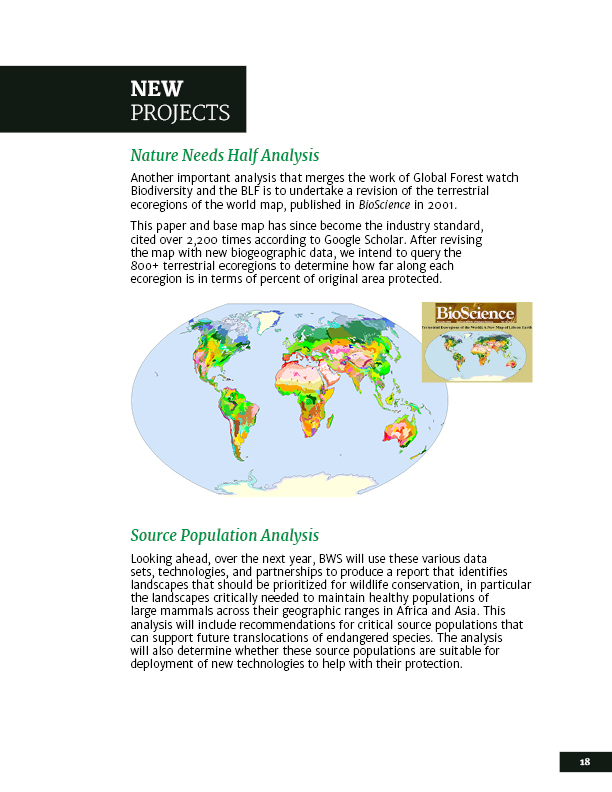 NEW
PROJECTS
Nature Needs Half Analysis
Another important analysis that merges the work of Global Forest watch
Biodiversity and the BLF is to undertake a revision of the terrestrial
ecoregions of the world map, published in BioScience in 2001.
This paper and base map has since become the industry standard,
cited over 2,200 times according to Google Scholar. After revising
the map with new biogeographic data, we intend to query the
800+ terrestrial ecoregions to determine how far along each
ecoregion is in terms of percent of original area protected.
BioScience
Terrestrial Ecoregions of the World: A New Map of Life on Earth
Source Population Analysis
Looking ahead, over the next year, BWS will use these various data
sets, technologies, and partnerships to produce a report that identifies
landscapes that should be prioritized for wildlife conservation, in particular
the landscapes critically needed to maintain healthy populations of
large mammals across their geographic ranges in Africa and Asia. This
analysis will include recommendations for critical source populations that
can support future translocations of endangered species. The analysis
will also determine whether these source populations are suitable for
deployment of new technologies to help with their protection.
18